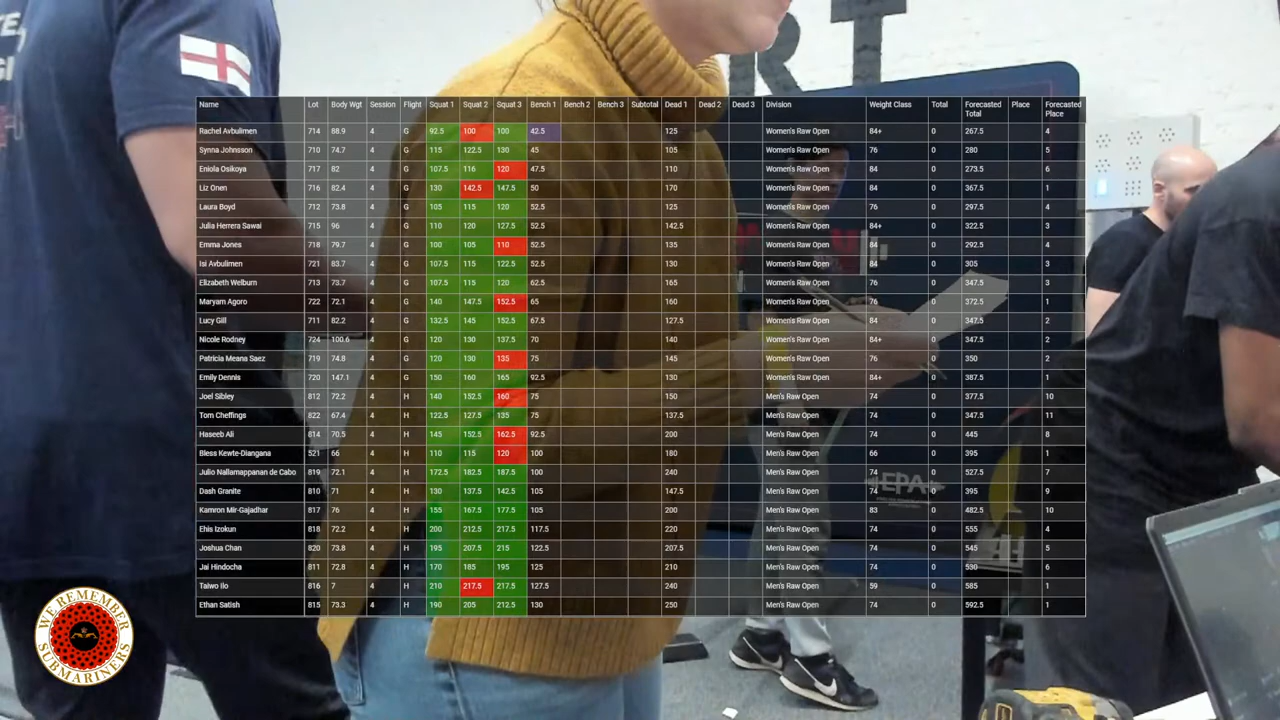 RT
Name Lot Body Wgt Session Flight Squat 1 Squat 2 Squat 3 Bench 1 Bench 2 Bench 3 Subtotal Dead 1 Dead 2 Dead 3 Division Weight Class Total Forecasted Total Place Forecasted Place
Rachel Avbulimen 714 88.9 4 G 92.5 100 100 42.5 125 Women's Raw Open 84+ 0 267.5 4
Synna Johnsson 710 74.7 4 G 115 122.5 130 45 105 Women's Raw Open 76 0 280 5
Eniola Osikoya 717 82 4 G 107.5 116 120 47.5 110 Women's Raw Open 84 0 273.5 6
Liz Onen 716 82.4 4 G 130 142.5 147.5 50 170 Women's Raw Open 84 0 367.5 1
Laura Boyd 712 73.8 4 G 105 115 120 52.5 125 Women's Raw Open 76 0 297.5 4
Julia Herrera Sawai 715 96 4 G 110 120 127.5 52.5 142.5 Women's Raw Open 84+ 0 322.5 3
Emma Jones 718 79.7 4 G 100 105 110 52.5 135 Women's Raw Open 84 0 292.5 4
Isi Avbulimen 721 83.7 4 G 107.5 115 122.5 52.5 130 Women's Raw Open 84 0 305 3
Elizabeth Welburn 713 73.7 4 G 107.5 115 120 62.5 165 Women's Raw Open 76 0 347.5 3
Maryam Agoro 722 72.1 4 G 140 147.5 152.5 65 160 Women's Raw Open 76 0 372.5 1
Lucy Gill 711 82.2 4 G 132.5 145 152.5 67.5 127.5 Women's Raw Open 84 0 347.5 2
Nicole Rodney 724 100.6 4 G 120 130 137.5 70 140 Women's Raw Open 84+ 0 347.5 2
Patricia Meana Saez 719 74.8 4 G 120 130 135 75 145 Women's Raw Open 76 0 350 2
Emily Dennis 720 147.1 4 G 150 160 165 92.5 130 Women's Raw Open 84+ 0 387.5 1
Joel Sibley 812 72.2 4 H 140 152.5 160 75 150 Men's Raw Open 74 0 377.5 10
Tom Cheffings 822 67.4 4 H 122.5 127.5 135 75 137.5 Men's Raw Open 74 0 347.5 11
Haseeb Ali 814 70.5 4 H 145 152.5 162.5 92.5 200 Men's Raw Open 74 0 445 8
Bless Kewte-Diangana 521 66 4 H 110 115 120 100 180 Men's Raw Open 66 0 395 1
Julio Nallamappanan de Cabo 819 72.1 4 H 172.5 182.5 187.5 100 240 Men's Raw Open 74 0 527.5 7
Dash Granite 810 71 4 H 130 137.5 142.5 105 147.5 Men's Raw Open 74 0 395 9
Kamron Mir-Gajadhar 817 76 4 H 155 167.5 177.5 105 200 Men's Raw Open 83 0 482.5 10
Ehis Izokun 818 72.2 4 H 200 212.5 217.5 117.5 220 Men's Raw Open 74 0 555 4
Joshua Chan 820 73.8 4 H 195 207.5 215 122.5 207.5 Men's Raw Open 74 0 545 5
Jai Hindocha 811 72.8 4 H 170 185 195 125 210 Men's Raw Open 74 0 530 6
Taiwo Ilo 816 7 4 H 210 217.5 217.5 127.5 240 Men's Raw Open 59 0 585 1
Ethan Satish 815 73.3 4 H 190 205 212.5 130 250 Men's Raw Open 74 0 592.5 1
EPA
WE REMEMBER
SUBMARINERS